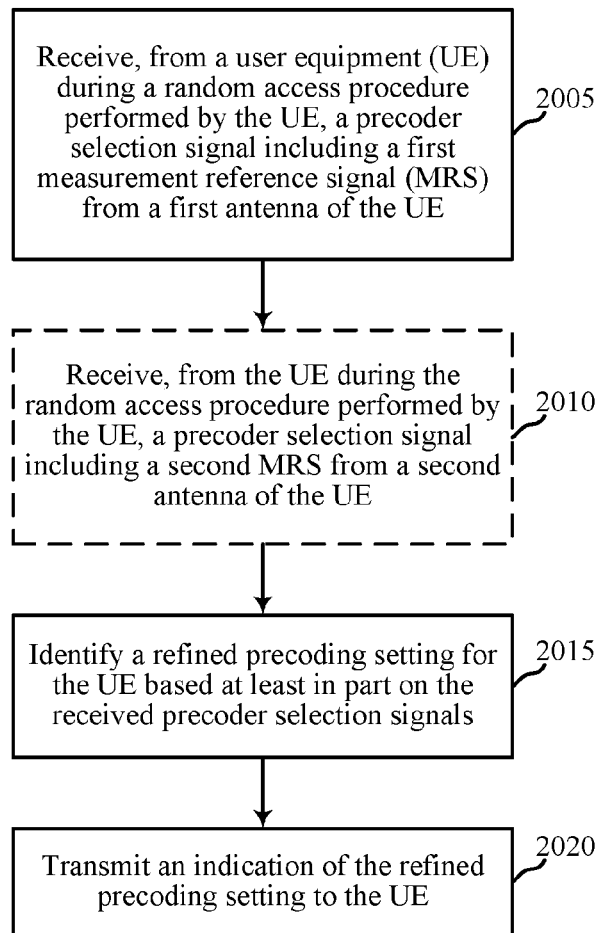 Receive, from a user equipment (UE)
during a random access procedure
performed by the UE, a precoder
selection signal including a first
measurement reference signal (MRS)
from a first antenna of the UE
2005
Receive, from the UE during the
random access procedure performed by
the UE, a precoder selection signal
including a second MRS from a second
antenna of the UE
2010
Identify a refined precoding setting for
the UE based at least in part on the
received precoder selection signals
2015
Transmit an indication of the refined
precoding setting to the UE
2020